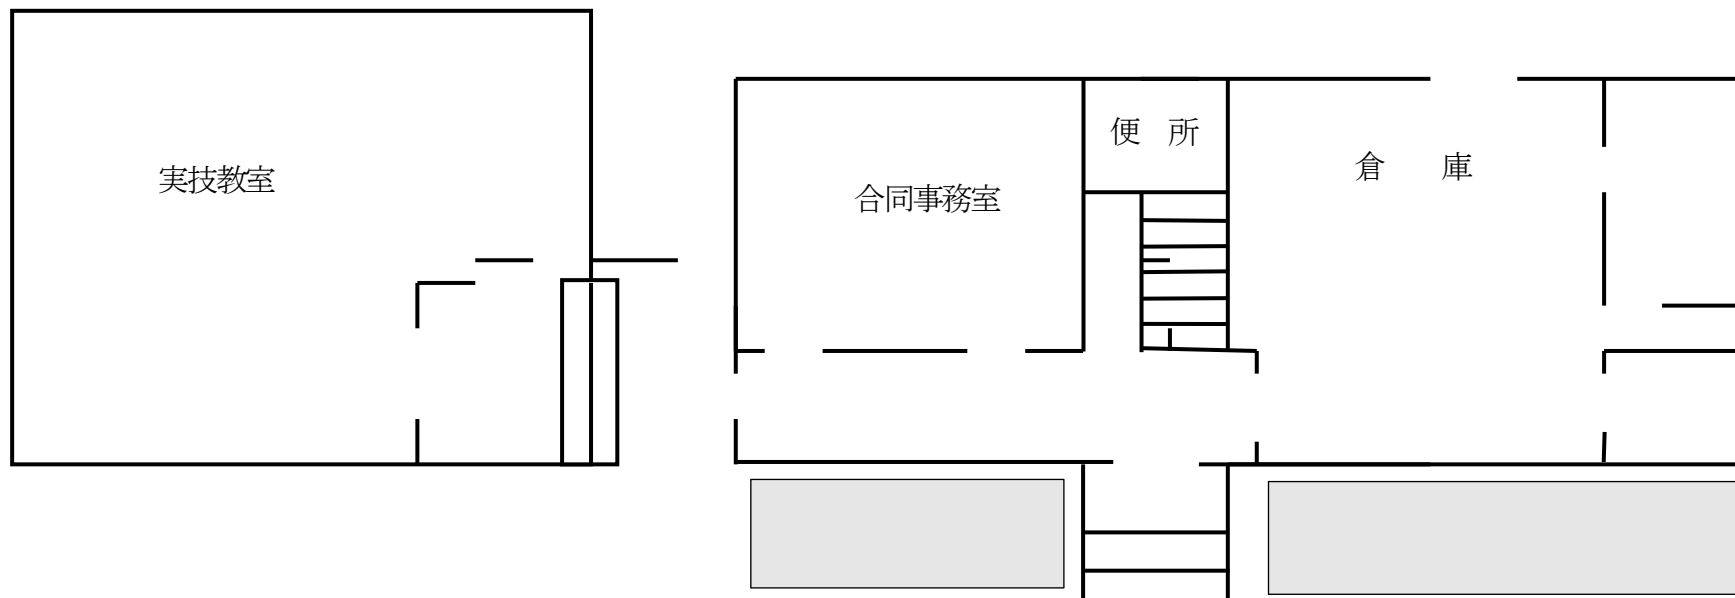 実技教室
合同事務室
便　所
倉　　庫